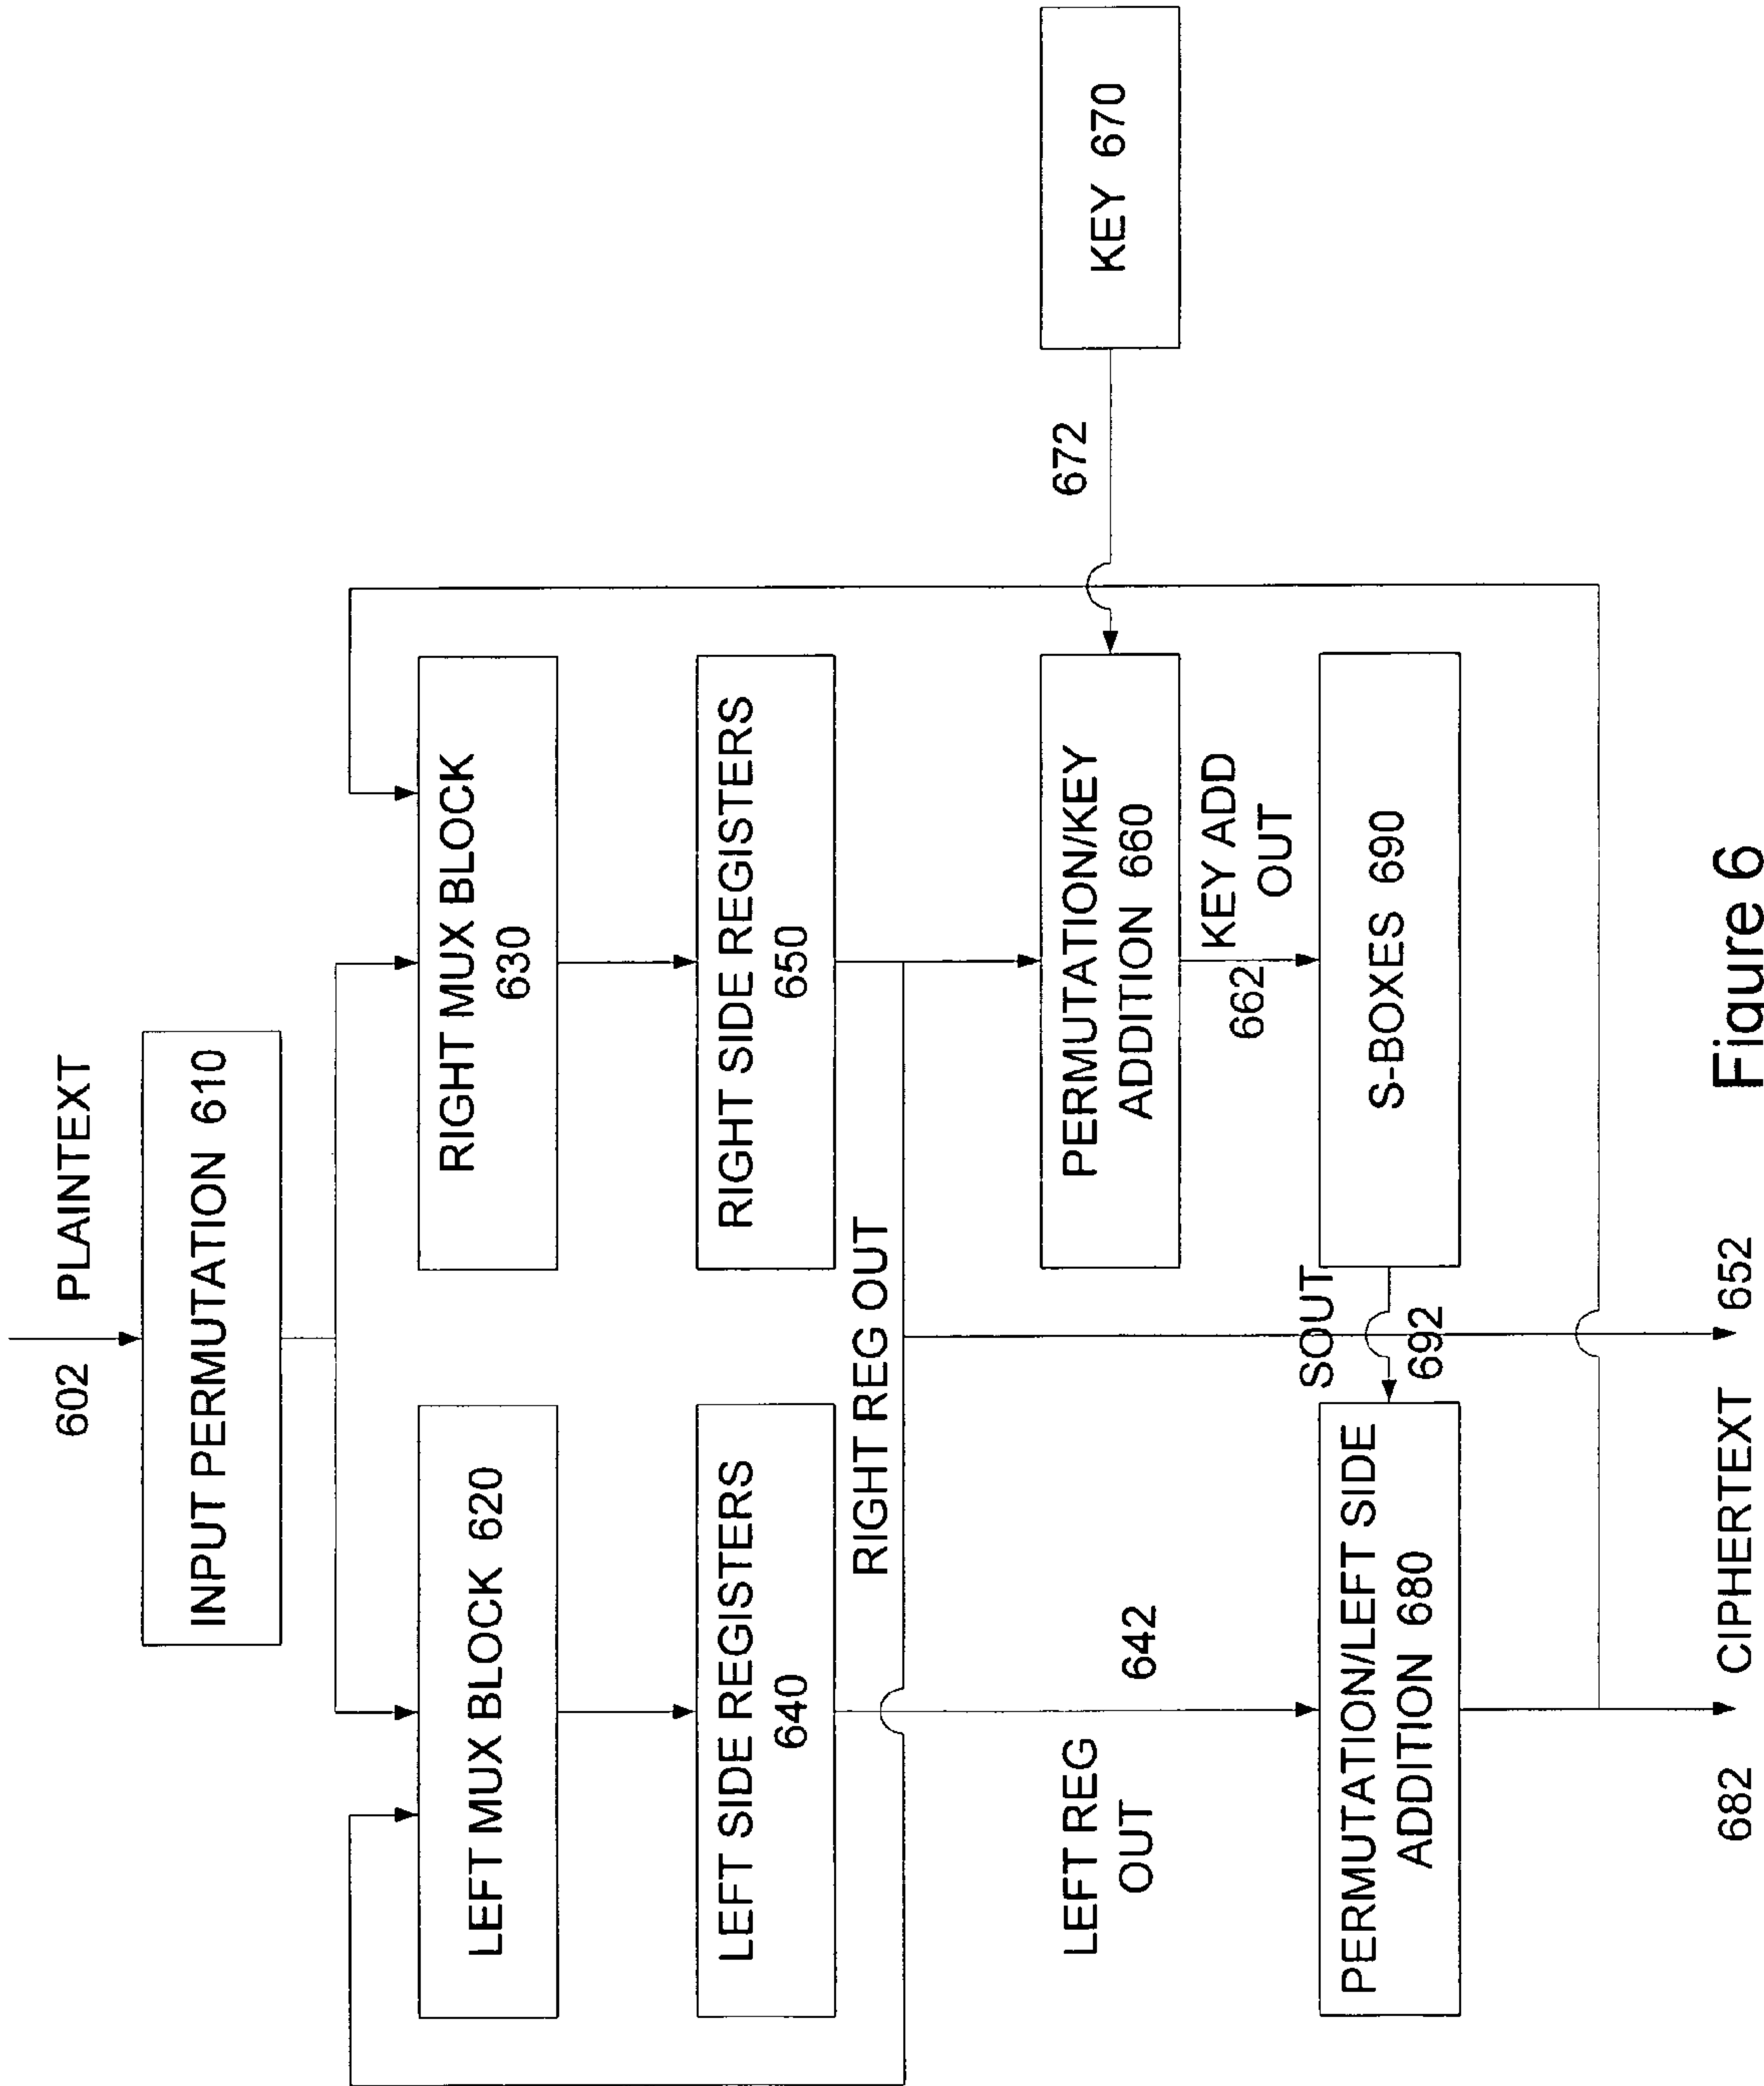 602 PLAINTEXT
INPUT PERMUTATION 610
LEFT MUX BLOCK 620
RIGHT MUX BLOCK
630
LEFT SIDE REGISTERS
640
RIGHT SIDE REGISTERS
650
RIGHT REG OUT
LEFT REG
OUT
642
PERMUTATION/KEY
ADDITION 660
672
KEY 670
662
KEY ADD
OUT
PERMUTATION/LEFT SIDE
ADDITION 680
SOUT
692
S-BOXES 690
682 CIPHERTEXT 652
Figure 6